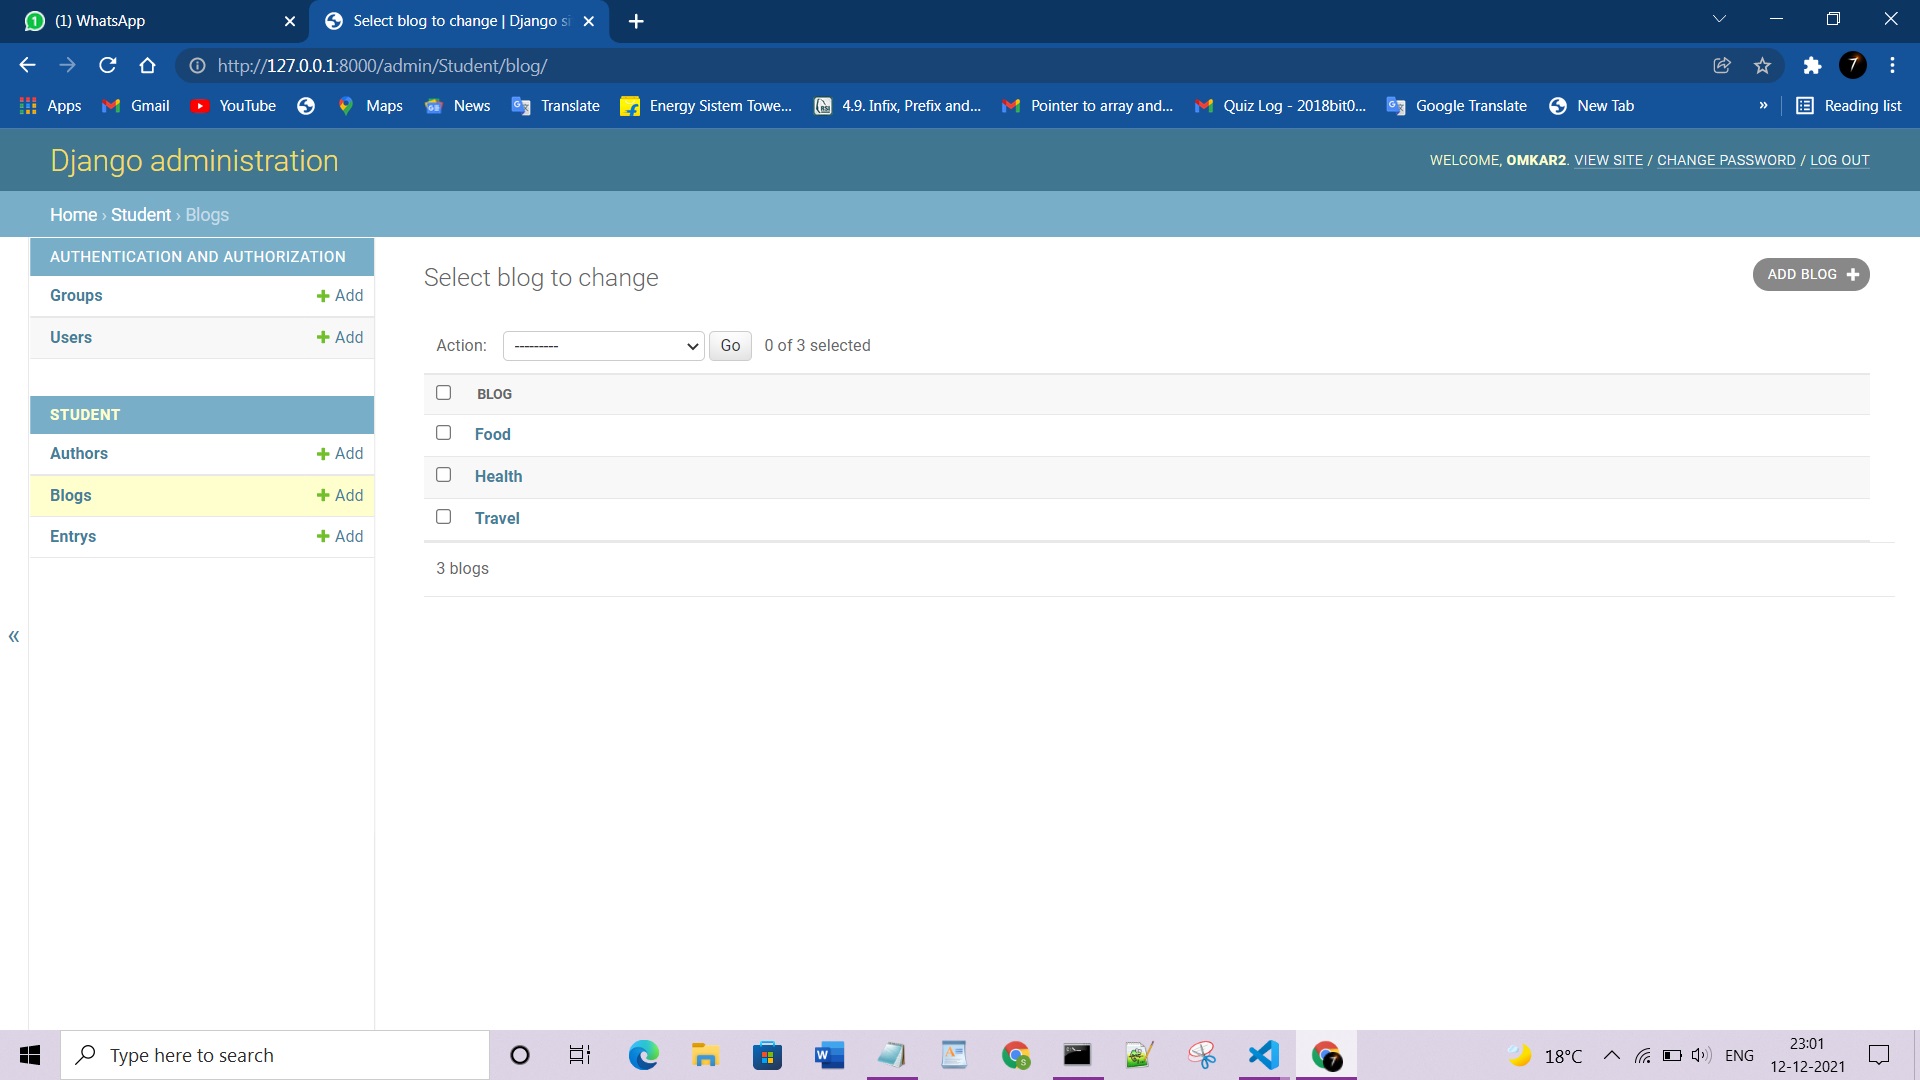 (1) WhatsApp
Select blog to change | Django si
http://127.0.0.1:8000/admin/Student/blog/
Apps Gmail YouTube Maps News Translate Energy Sistem Towe... 4.9. Infix, Prefix and... Pointer to array and... Quiz Log - 2018bit0... Google Translate New Tab » Reading list
Django administration
WELCOME, OMKAR2. VIEW SITE / CHANGE PASSWORD / LOG OUT
Home › Student › Blogs
AUTHENTICATION AND AUTHORIZATION
Groups + Add
Users + Add
STUDENT
Authors + Add
Blogs + Add
Entrys + Add
«
Select blog to change
ADD BLOG +
Action: --------- Go 0 of 3 selected
BLOG
Food
Health
Travel
3 blogs
Type here to search
18°C
ENG
23:01
12-12-2021